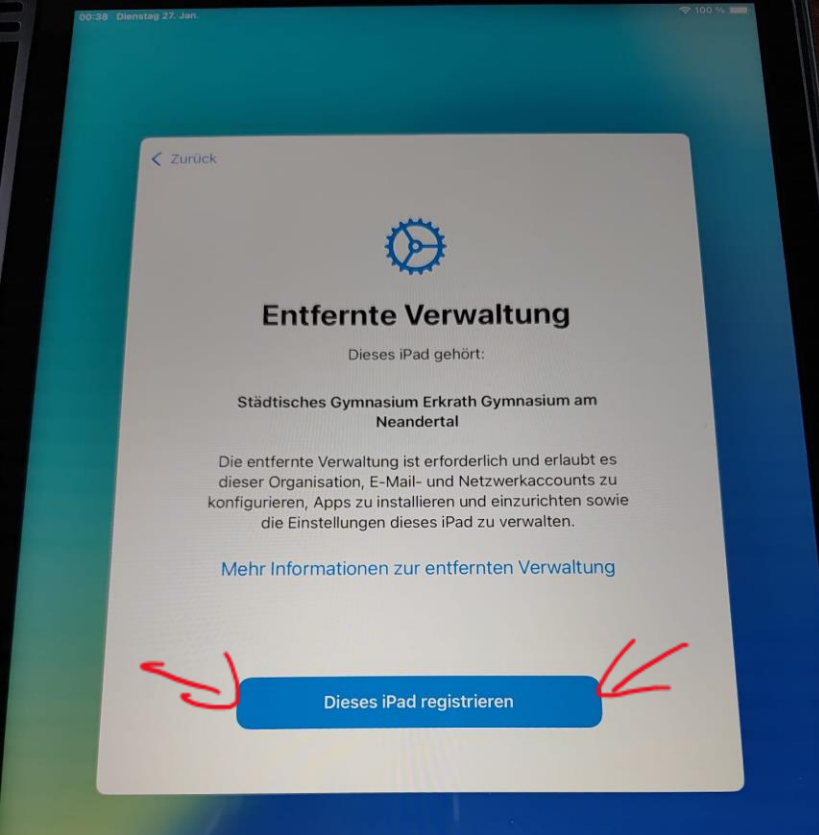 00:38 Dienstag 27. Jan.
100 %
Zurück
Entfernte Verwaltung
Dieses iPad gehört:
Städtisches Gymnasium Erkrath Gymnasium am
Neandertal
Die entfernte Verwaltung ist erforderlich und erlaubt es
dieser Organisation, E-Mail- und Netzwerkaccounts zu
konfigurieren, Apps zu installieren und einzurichten sowie
die Einstellungen dieses iPad zu verwalten.
Mehr Informationen zur entfernten Verwaltung
Dieses iPad registrieren